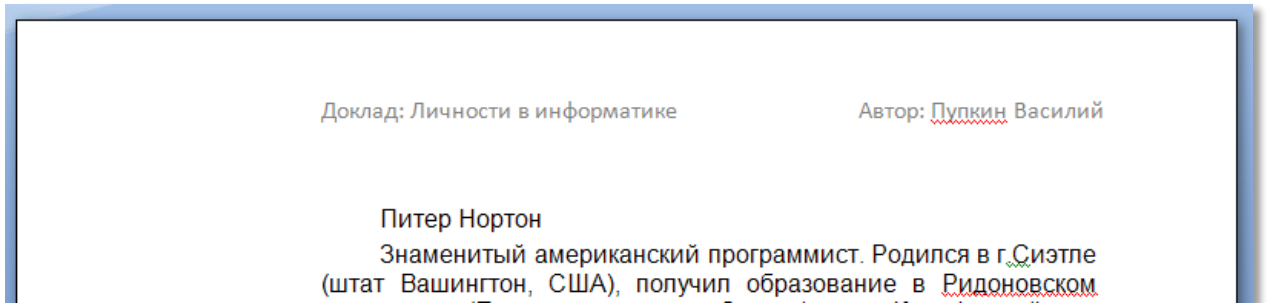 Доклад: Личности в информатике Автор: Пупкин Василий
Питер Нортон
Знаменитый американский программист. Родился в г.Сиэтле
(штат Вашингтон, США), получил образование в Ридоновском